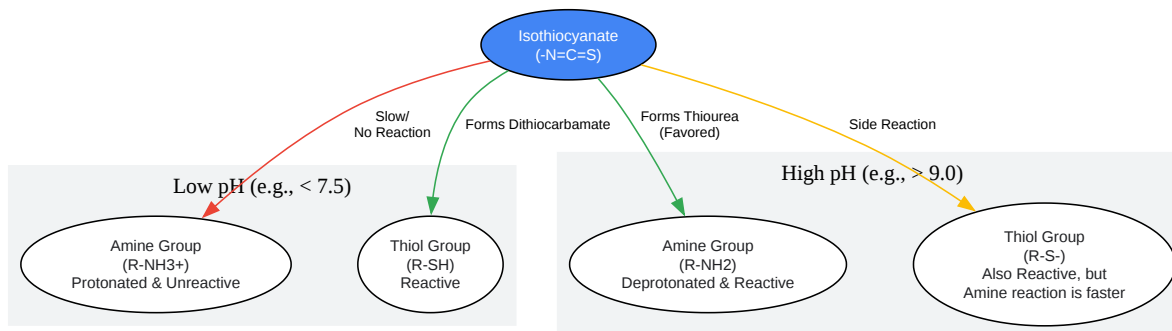 Isothiocyanate
(-N=C=S)
Slow/
No Reaction
Forms Dithiocarbamate
Forms Thiourea
(Favored)
Side Reaction
Low pH (e.g., < 7.5)
High pH (e.g., > 9.0)
Amine Group
(R-NH3+)
Protonated & Unreactive
Thiol Group
(R-SH)
Reactive
Amine Group
(R-NH2)
Deprotonated & Reactive
Thiol Group
(R-S-)
Also Reactive, but
Amine reaction is faster